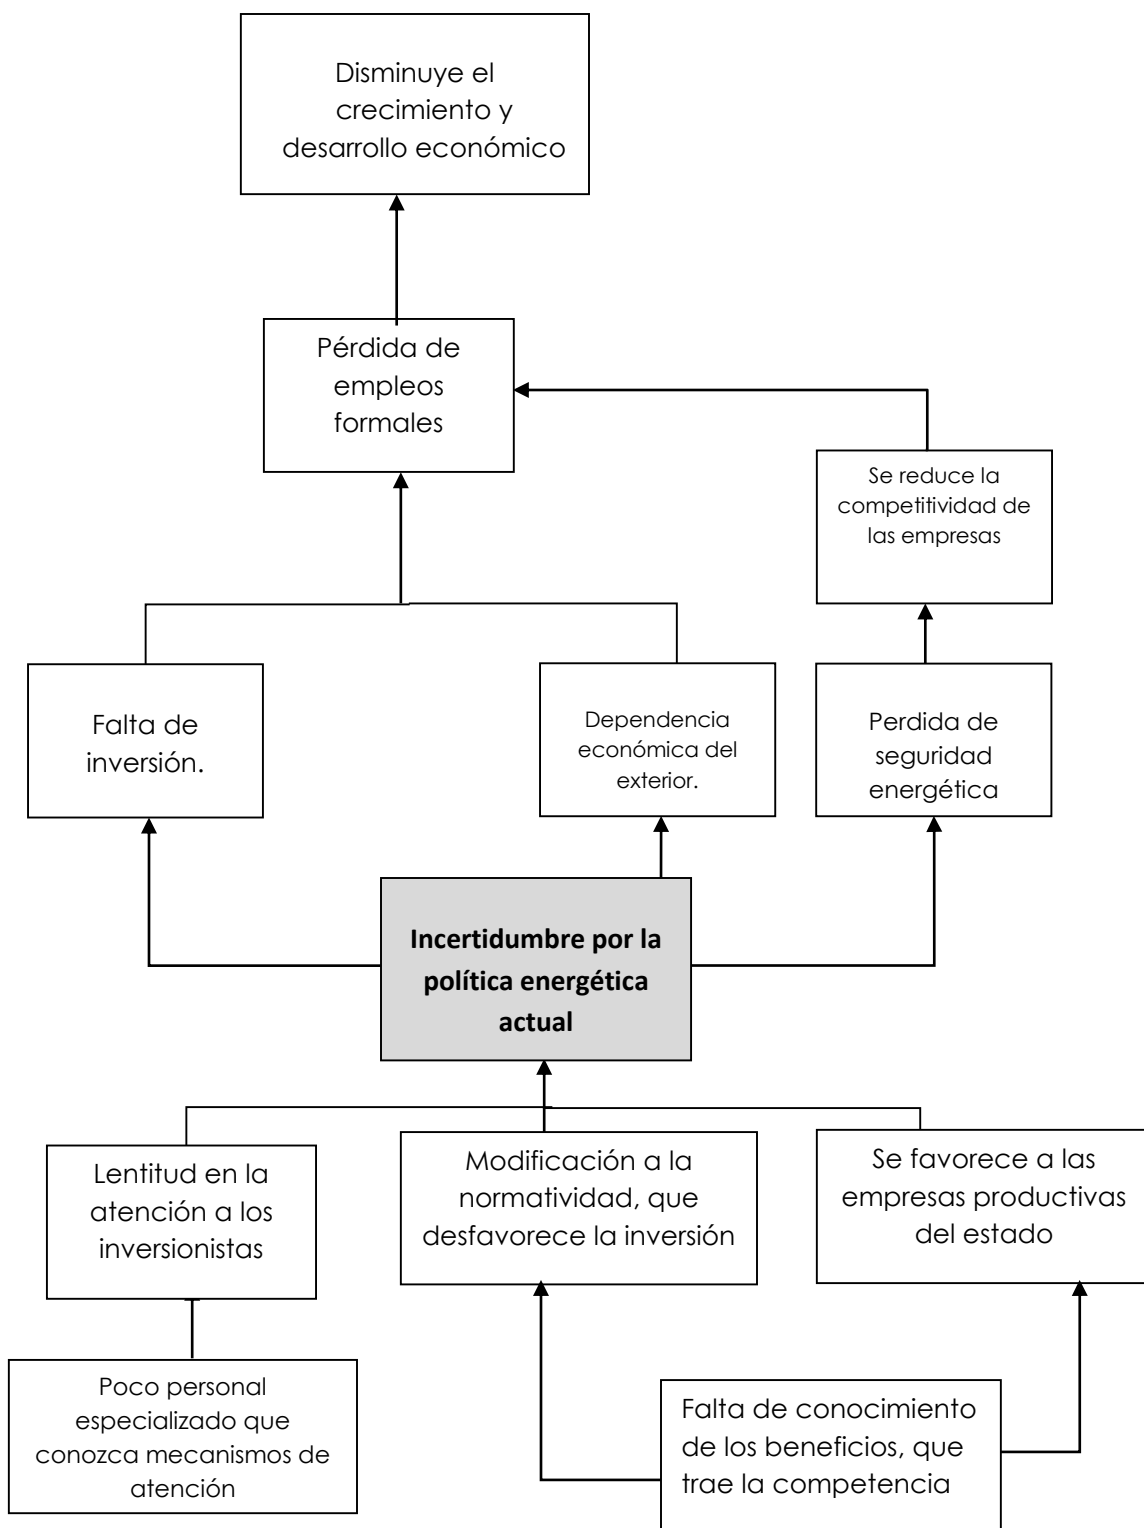 Disminuye el
crecimiento y
desarrollo económico
Pérdida de
empleos
formales
Se reduce la
competitividad de
las empresas
Falta de
inversión.
Dependencia
económica del
exterior.
Perdida de
seguridad
energética
Incertidumbre por la
política energética
actual
Lentitud en la
atención a los
inversionistas
Modificación a la
normatividad, que
desfavorece la inversión
Se favorece a las
empresas productivas
del estado
Poco personal
especializado que
conozca mecanismos de
atención
Falta de conocimiento
de los beneficios, que
trae la competencia